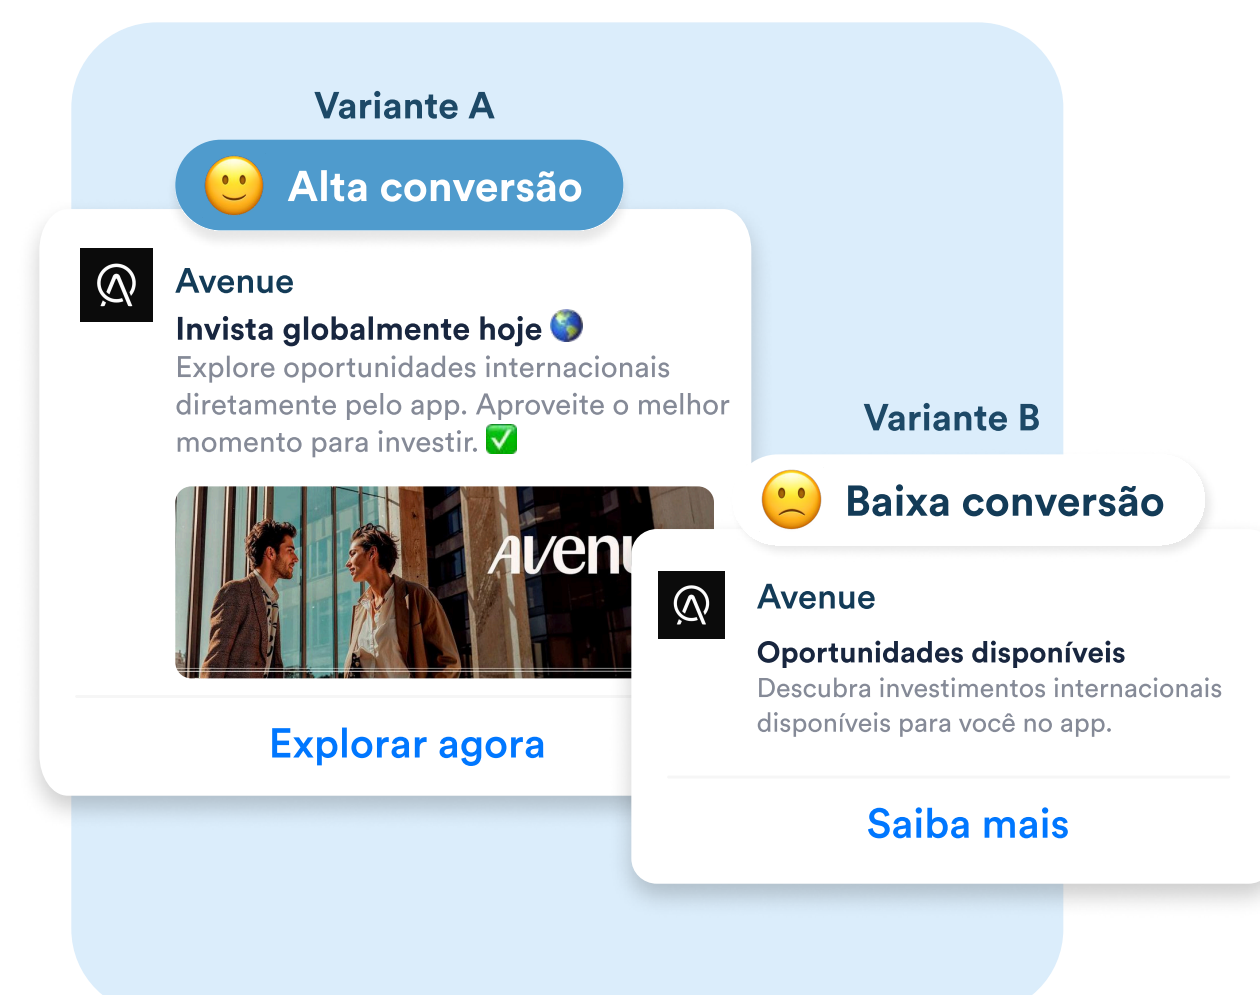 Variante A
🙂 Alta conversão
Avenue
Invista globalmente hoje 🌎
Explore oportunidades internacionais
diretamente pelo app. Aproveite o melhor
momento para investir. ✅
Explorar agora
Variante B
🙁 Baixa conversão
Avenue
Oportunidades disponíveis
Descubra investimentos internacionais
disponíveis para você no app.
Saiba mais